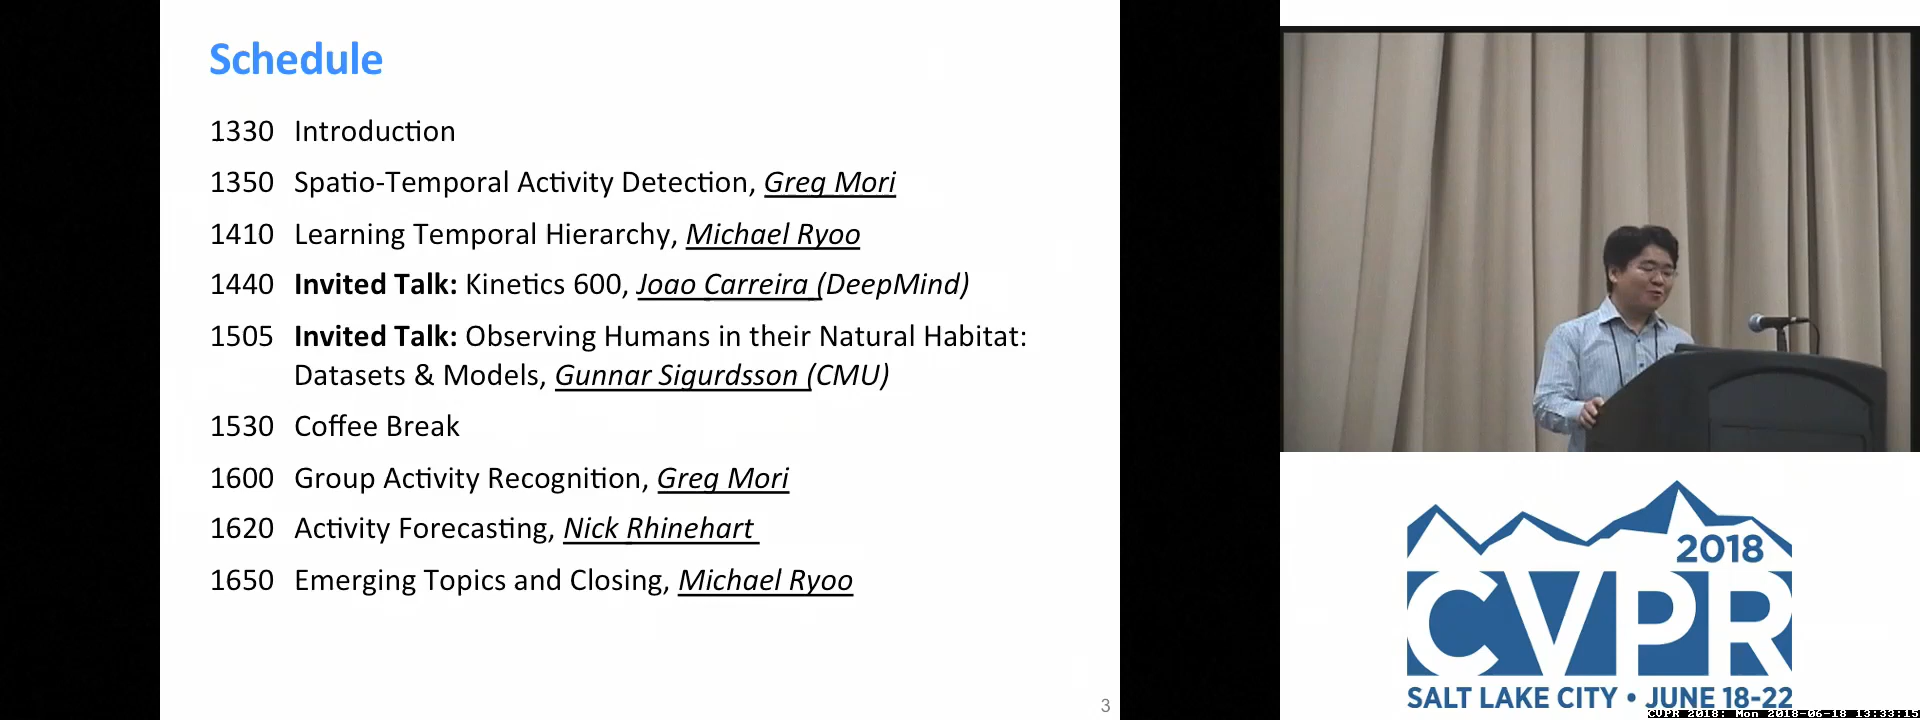 Schedule
1330 Introduction
1350 Spatio-Temporal Activity Detection, Greg Mori
1410 Learning Temporal Hierarchy, Michael Ryoo
1440 Invited Talk: Kinetics 600, Joao Carreira (DeepMind)
1505 Invited Talk: Observing Humans in their Natural Habitat:
Datasets & Models, Gunnar Sigurdsson (CMU)
1530 Coffee Break
1600 Group Activity Recognition, Greg Mori
1620 Activity Forecasting, Nick Rhinehart
1650 Emerging Topics and Closing, Michael Ryoo
3
2018
CVPR
SALT LAKE CITY • JUNE 18-22
CVPR 2018: Mon 2018-06-18 13:33:15